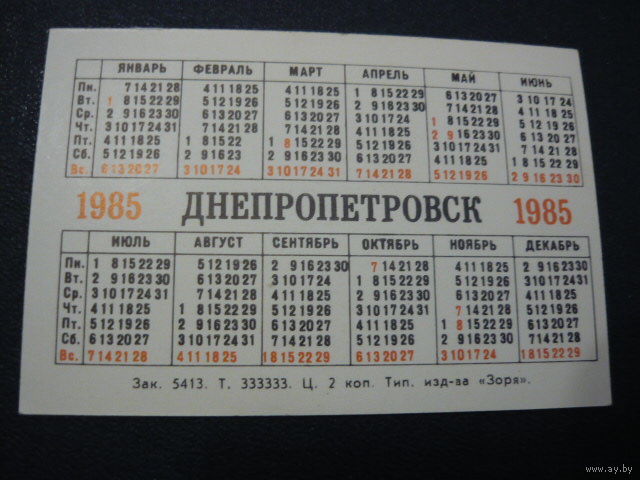 ЯНВАРЬ ФЕВРАЛЬ МАРТ АПРЕЛЬ МАЙ ИЮНЬ
Пн. 7 14 21 28 4 11 18 25 4 11 18 25 1 8 15 22 29 6 13 20 27 3 10 17 24
Вт. 1 8 15 22 29 5 12 19 26 5 12 19 26 2 9 16 23 30 7 14 21 28 4 11 18 25
Ср. 2 9 16 23 30 6 13 20 27 6 13 20 27 3 10 17 24 1 8 15 22 29 5 12 19 26
Чт. 3 10 17 24 31 7 14 21 28 7 14 21 28 4 11 18 25 2 9 16 23 30 6 13 20 27
Пт. 4 11 18 25 1 8 15 22 1 8 15 22 29 5 12 19 26 3 10 17 24 31 7 14 21 28
Сб. 5 12 19 26 2 9 16 23 2 9 16 23 30 6 13 20 27 4 11 18 25 1 8 15 22 29
Вс. 6 13 20 27 3 10 17 24 3 10 17 24 31 7 14 21 28 5 12 19 26 2 9 16 23 30
1985 ДНЕПРОПЕТРОВСК 1985
ИЮЛЬ АВГУСТ СЕНТЯБРЬ ОКТЯБРЬ НОЯБРЬ ДЕКАБРЬ
Пн. 1 8 15 22 29 5 12 19 26 2 9 16 23 30 7 14 21 28 4 11 18 25 2 9 16 23 30
Вт. 2 9 16 23 30 6 13 20 27 3 10 17 24 1 8 15 22 29 5 12 19 26 3 10 17 24 31
Ср. 3 10 17 24 31 7 14 21 28 4 11 18 25 2 9 16 23 30 6 13 20 27 4 11 18 25
Чт. 4 11 18 25 1 8 15 22 29 5 12 19 26 3 10 17 24 31 7 14 21 28 5 12 19 26
Пт. 5 12 19 26 2 9 16 23 30 6 13 20 27 4 11 18 25 1 8 15 22 29 6 13 20 27
Сб. 6 13 20 27 3 10 17 24 31 7 14 21 28 5 12 19 26 2 9 16 23 30 7 14 21 28
Вс. 7 14 21 28 4 11 18 25 1 8 15 22 29 6 13 20 27 3 10 17 24 1 8 15 22 29
Зак. 5413. Т. 333333. Ц. 2 коп. Тип. изд-ва «Зоря».
www.ay.by